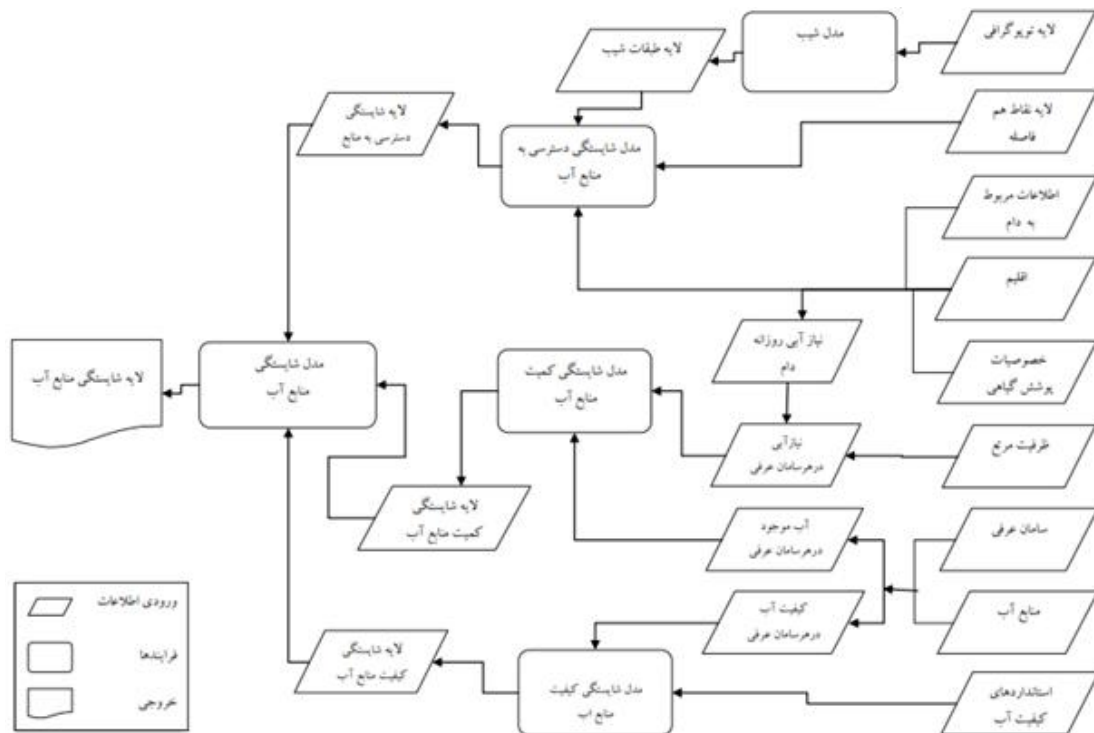 لایه توپوگرافی
مدل شیب
لایه طبقات شیب
لایه نقاط هم
فاصله
لایه شایستگی
دسترسی به منابع
مدل شایستگی دسترسی به
منابع آب
اطلاعات مربوط
به دام
اقلیم
خصوصیات
پوشش گیاهی
نیاز آبی روزانه
دام
مدل شایستگی کمیت
منابع آب
مدل شایستگی
منابع آب
لایه شایستگی منابع آب
ظرفیت مرتع
نیازآبی
درهرسامان عرفی
لایه شایستگی
کمیت منابع آب
آب موجود
درهرسامان عرفی
سامان عرفی
منابع آب
کیفیت آب
درهرسامان عرفی
لایه شایستگی
کیفیت منابع آب
مدل شایستگی کیفیت
منابع اب
استانداردهای
کیفیت آب
ورودی اطلاعات
فرایندها
خروجی